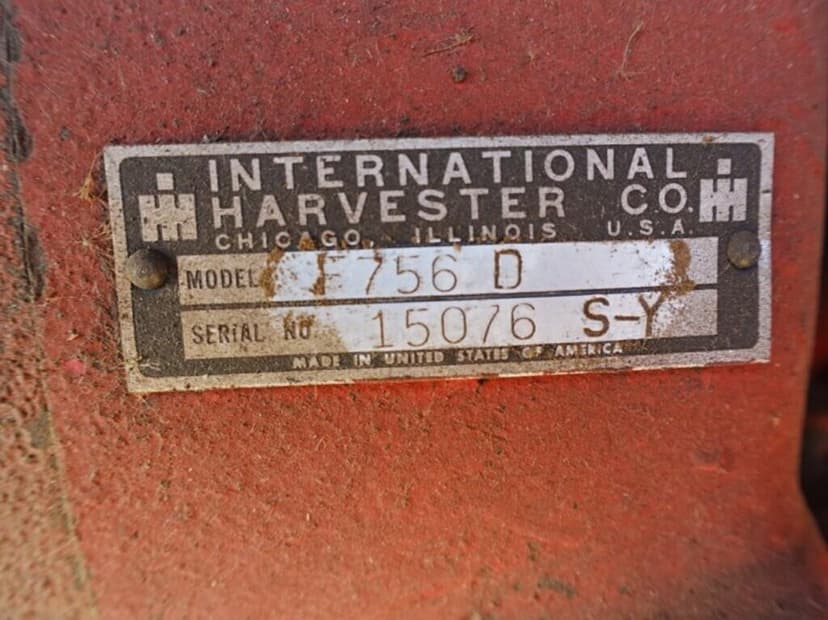 INTERNATIONAL
HARVESTER CO.
CHICAGO, ILLINOIS U.S.A.
MODEL F756 D
SERIAL NO 15076 S-Y
MADE IN UNITED STATES OF AMERICA